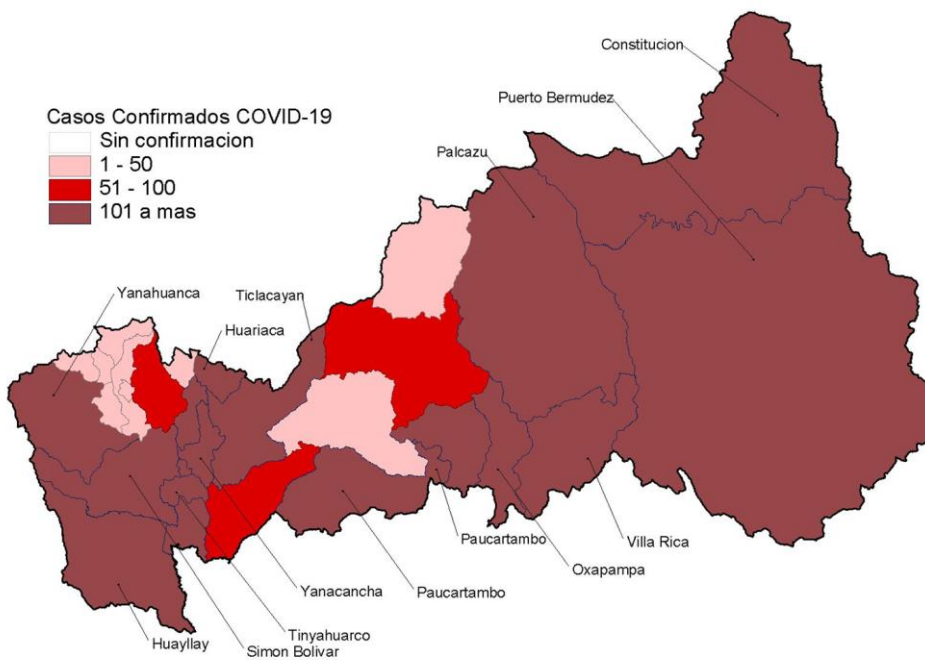 Constitucion
Puerto Bermudez
Palcazu
Casos Confirmados COVID-19
Sin confirmacion
1 - 50
51 - 100
101 a mas
Yanahuanca
Ticlacayan
Huariaca
Paucartambo
Villa Rica
Oxapampa
Yanacancha
Paucartambo
Tinyahuarco
Huayllay
Simon Bolivar